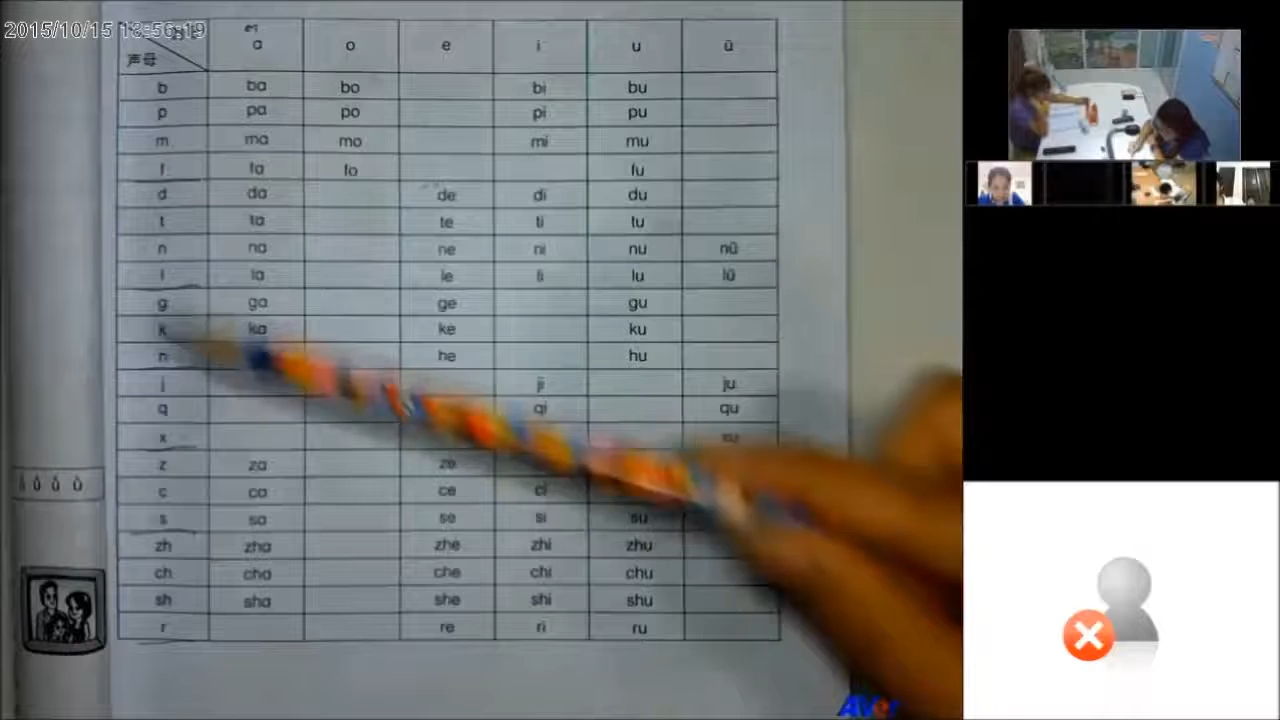 2015/10/15 13:56:19
声母 a o e i u ü
b ba bo bi bu
p pa po pi pu
m ma mo mi mu
f fa fo fu
d da de di du
t ta te ti tu
n na ne ni nu nü
l la le li lu lü
g ga ge gu
k ka ke ku
h he hu
j ji ju
q qi qu
x
z za ze
c ca ce ci
s sa se si su
zh zha zhe zhi zhu
ch cha che chi chu
sh sha she shi shu
r re ri ru
AVer